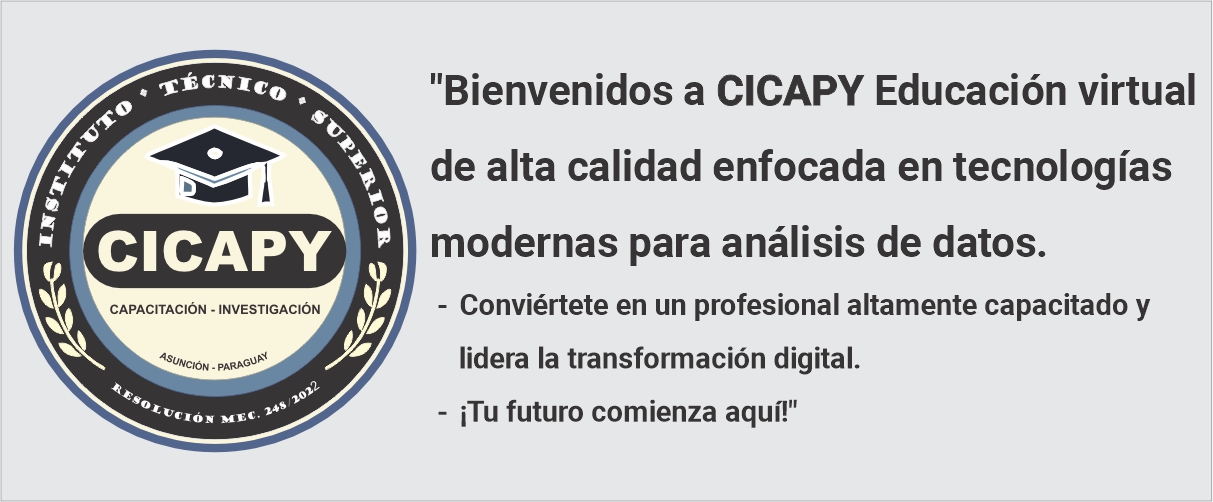 INSTITUTO • TÉCNICO • SUPERIOR
D
CICAPY
CAPACITACIÓN - INVESTIGACIÓN
ASUNCIÓN - PARAGUAY
RESOLUCIÓN MEC. 248/2022
"Bienvenidos a CICAPY Educación virtual
de alta calidad enfocada en tecnologías
modernas para análisis de datos.
- Conviértete en un profesional altamente capacitado y
lidera la transformación digital.
- ¡Tu futuro comienza aquí!"